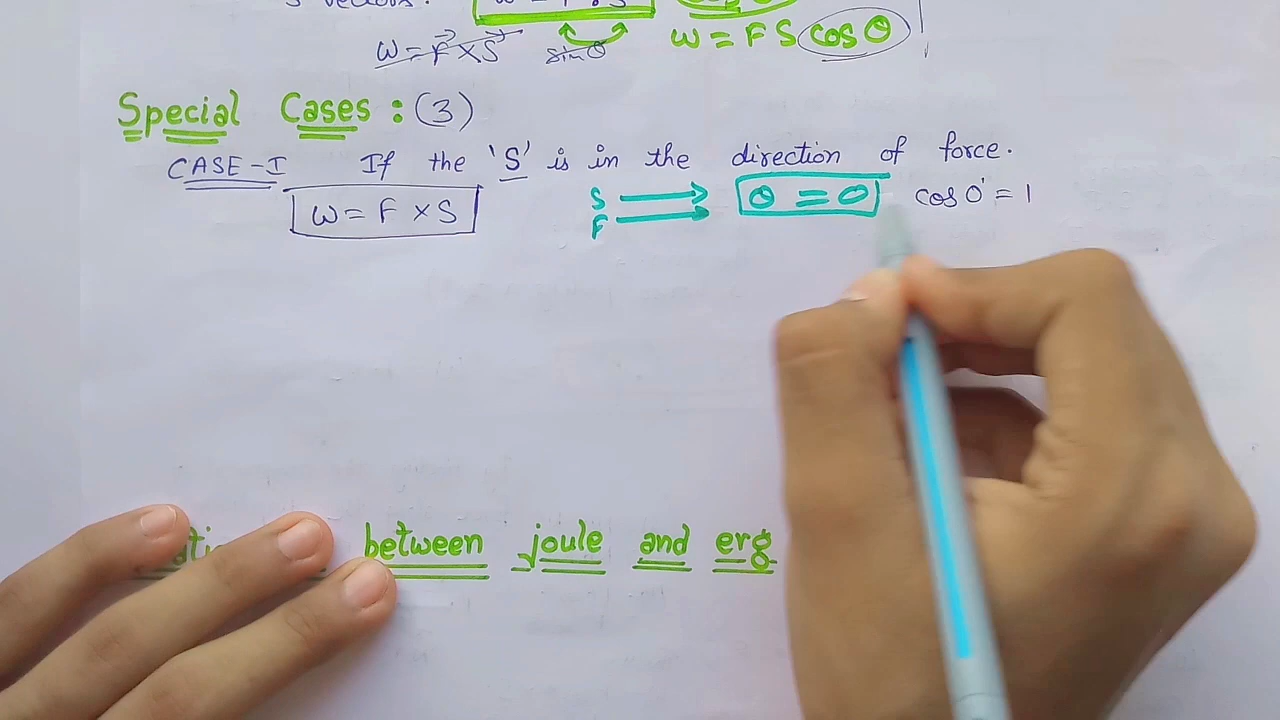 W = F S cos θ
W = F × S sin θ
Special Cases : (3)
CASE-I If the 'S' is in the direction of force.
W = F × S S F θ = 0 cos 0° = 1
between joule and erg